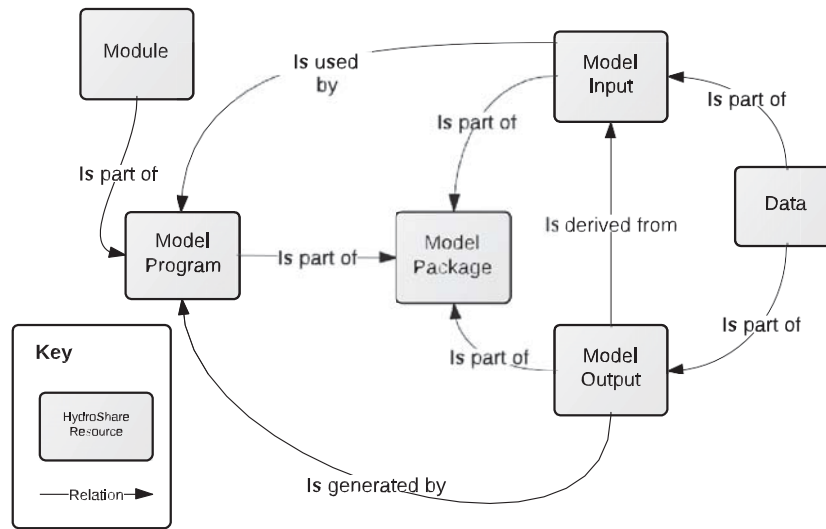 Module
Is used
by
Model
Input
Is part of
Is part of
Is part of
Data
Model
Program
Is part of
Model
Package
Is derived from
Is part of
Is part of
Model
Output
Key
HydroShare
Resource
Relation
Is generated by